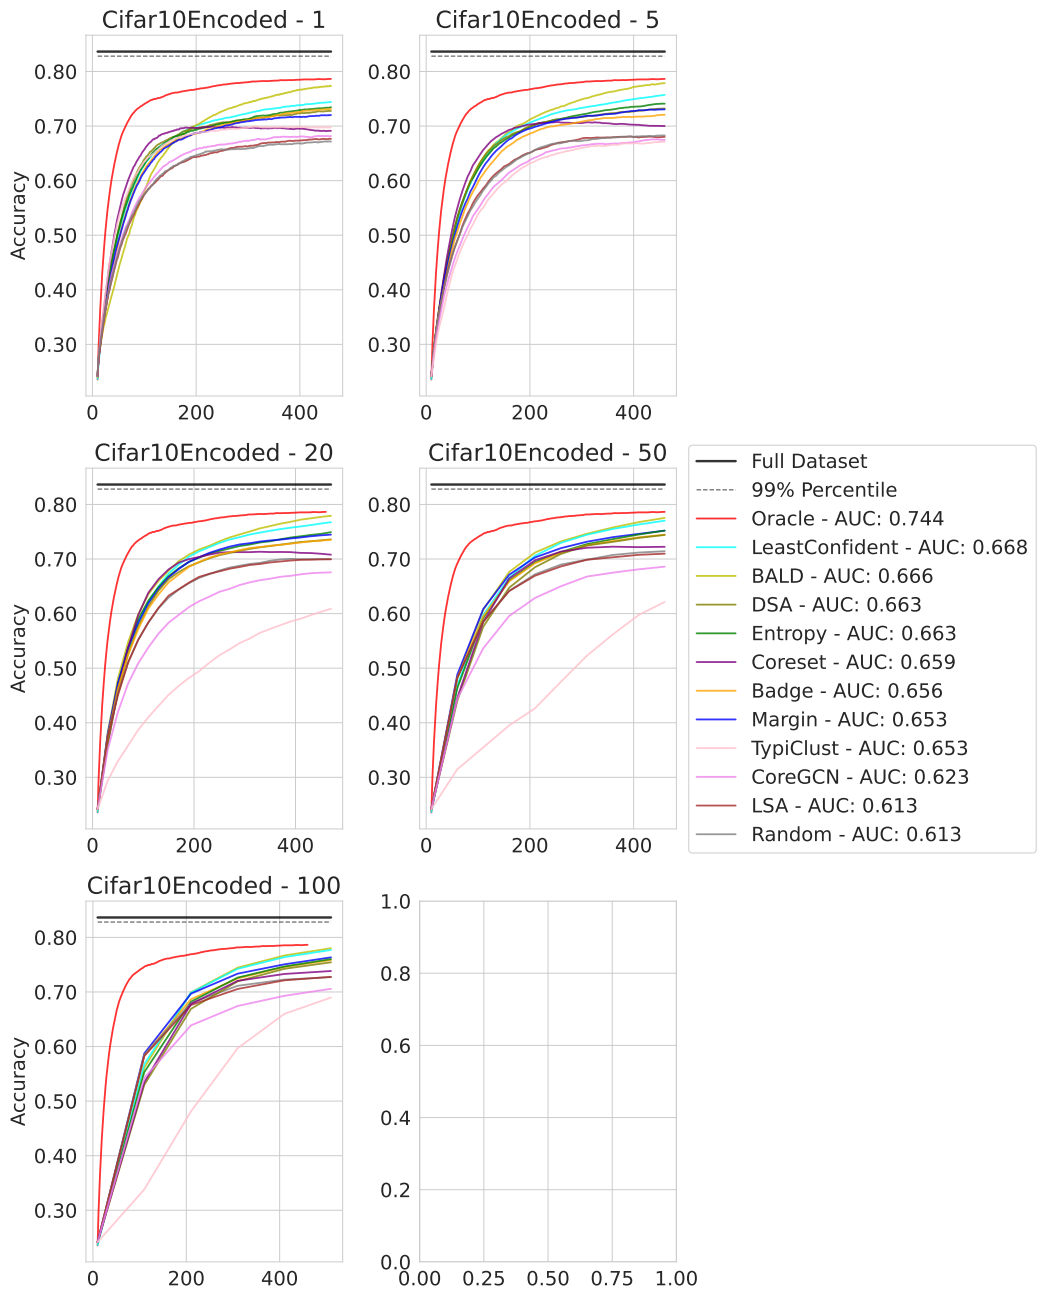 Cifar10Encoded - 1
Cifar10Encoded - 5
Accuracy
0.80
0.70
0.60
0.50
0.40
0.30
0
200
400
0.80
0.70
0.60
0.50
0.40
0.30
0
200
400
Cifar10Encoded - 20
Cifar10Encoded - 50
Accuracy
0.80
0.70
0.60
0.50
0.40
0.30
0
200
400
0.80
0.70
0.60
0.50
0.40
0.30
0
200
400
Full Dataset
99% Percentile
Oracle - AUC: 0.744
LeastConfident - AUC: 0.668
BALD - AUC: 0.666
DSA - AUC: 0.663
Entropy - AUC: 0.663
Coreset - AUC: 0.659
Badge - AUC: 0.656
Margin - AUC: 0.653
TypiClust - AUC: 0.653
CoreGCN - AUC: 0.623
LSA - AUC: 0.613
Random - AUC: 0.613
Cifar10Encoded - 100
Accuracy
0.80
0.70
0.60
0.50
0.40
0.30
0
200
400
1.0
0.8
0.6
0.4
0.2
0.0
0.00
0.25
0.50
0.75
1.00